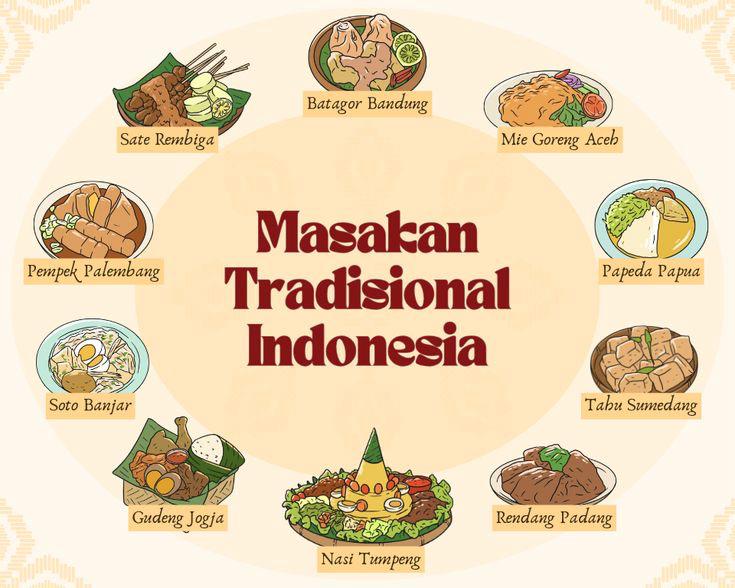 Batagor Bandung
Sate Rembiga
Mie Goreng Aceh
Masakan
Tradisional
Indonesia
Pempek Palembang
Papeda Papua
Soto Banjar
Tahu Sumedang
Gudeng Jogja
Rendang Padang
Nasi Tumpeng